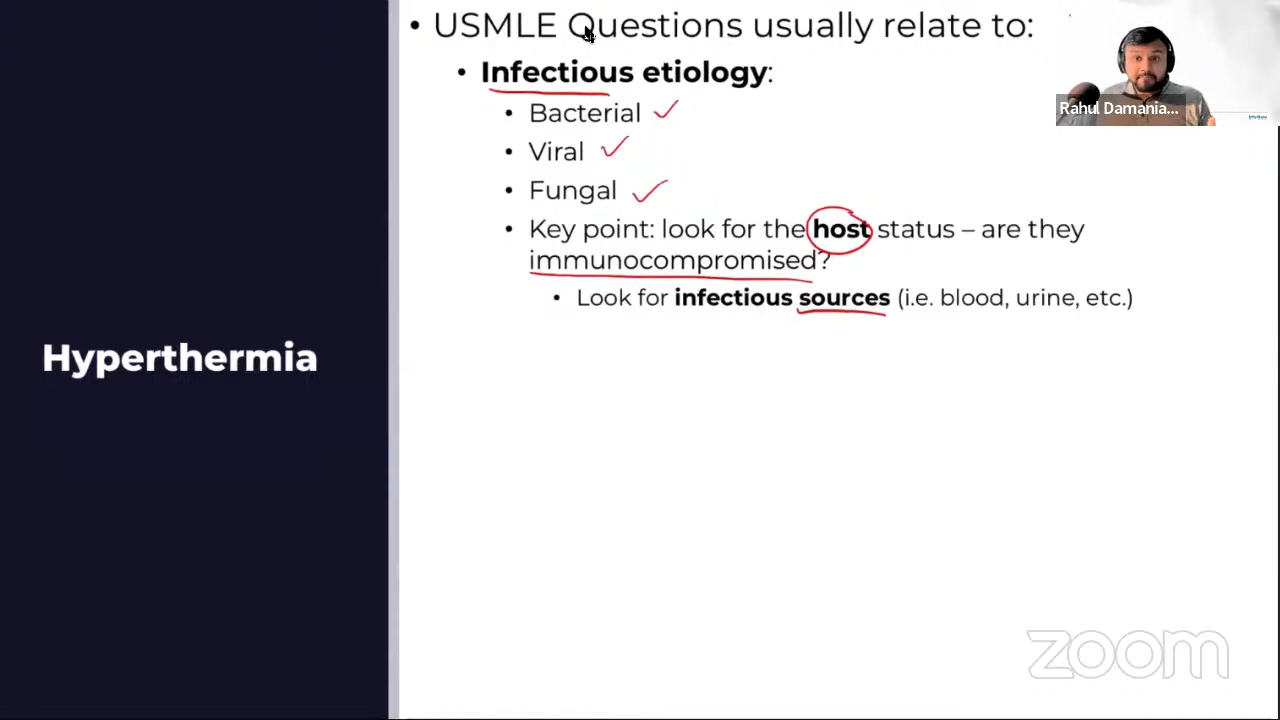 • USMLE Questions usually relate to:
• Infectious etiology:
• Bacterial
• Viral
• Fungal
• Key point: look for the host status – are they
immunocompromised?
• Look for infectious sources (i.e. blood, urine, etc.)
Hyperthermia
Rahul Damania...
zoom